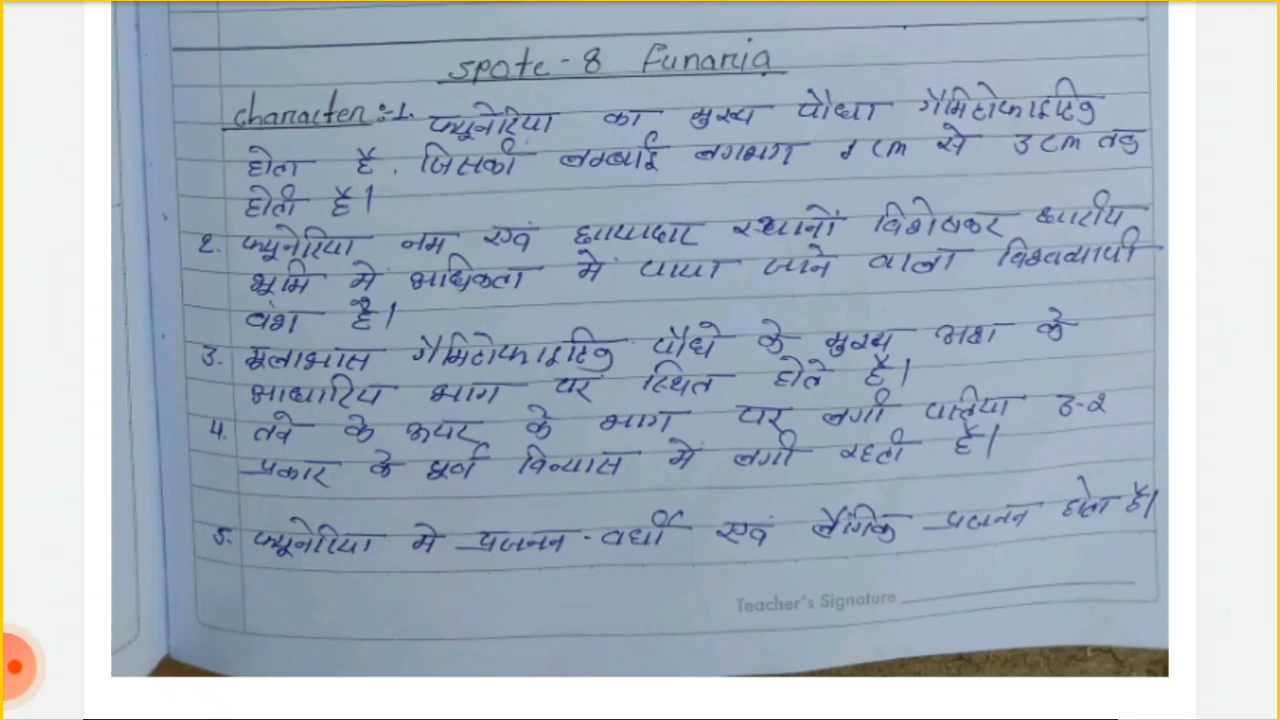 Spote - 8 Funaria
Character :- 1. फ्यूनेरिया का मुख्य पौधा गैमिटोफाइटिक
होता है. जिसकी लम्बाई लगभग 1 cm से 3 cm तक
होती है।
2. फ्यूनेरिया नम एवं छायादार स्थानों विशेषकर क्षारीय
भूमि में अधिकता में पाया जाने वाला विश्वव्यापी
वंश है।
3. मूलाभास गैमिटोफाइटिक पौधे के मुख्य अक्ष के
आधारिय भाग पर स्थित होते है।
4. तने के ऊपर के भाग पर लगी पत्तिया 3-2
प्रकार के पूर्ण विन्यास में लगी रहती है।
5. फ्यूनेरिया मे प्रजनन - वर्धी एवं लैंगिक प्रजनन होता है।
Teacher's Signature